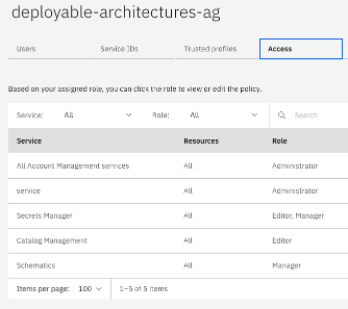 deployable-architectures-ag
Users Service IDs Trusted profiles Access
Based on your assigned role, you can click the role to view or edit the policy.
Service: All Role: All Search
Service Resources Role
All Account Management services All Administrator
service All Administrator
Secrets Manager All Editor, Manager
Catalog Management All Editor
Schematics All Manager
Items per page: 100 1–5 of 5 items